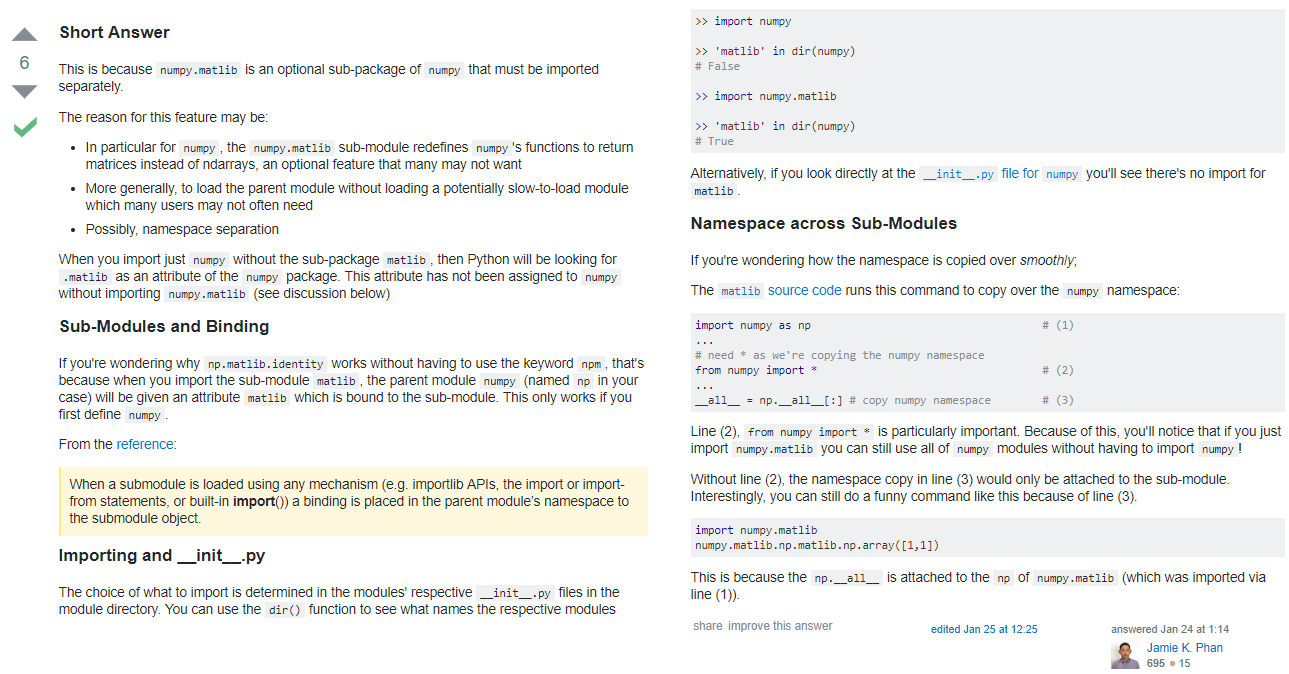 Short Answer
6
This is because numpy.matlib is an optional sub-package of numpy that must be imported
separately.
The reason for this feature may be:
• In particular for numpy, the numpy.matlib sub-module redefines numpy's functions to return
matrices instead of ndarrays, an optional feature that many may not want
• More generally, to load the parent module without loading a potentially slow-to-load module
which many users may not often need
• Possibly, namespace separation
When you import just numpy without the sub-package matlib, then Python will be looking for
.matlib as an attribute of the numpy package. This attribute has not been assigned to numpy
without importing numpy.matlib (see discussion below)
Sub-Modules and Binding
If you're wondering why np.matlib.identity works without having to use the keyword npm, that's
because when you import the sub-module matlib, the parent module numpy (named np in your
case) will be given an attribute matlib which is bound to the sub-module. This only works if you
first define numpy.
From the reference:
When a submodule is loaded using any mechanism (e.g. importlib APIs, the import or import-
from statements, or built-in import()) a binding is placed in the parent module's namespace to
the submodule object.
Importing and __init__.py
The choice of what to import is determined in the modules' respective __init__.py files in the
module directory. You can use the dir() function to see what names the respective modules
>> import numpy
>> 'matlib' in dir(numpy)
# False
>> import numpy.matlib
>> 'matlib' in dir(numpy)
# True
Alternatively, if you look directly at the __init__.py file for numpy you'll see there's no import for
matlib.
Namespace across Sub-Modules
If you're wondering how the namespace is copied over smoothly;
The matlib source code runs this command to copy over the numpy namespace:
import numpy as np # (1)
...
# need * as we're copying the numpy namespace
from numpy import * # (2)
...
__all__ = np.__all__[:] # copy numpy namespace # (3)
Line (2), from numpy import * is particularly important. Because of this, you'll notice that if you just
import numpy.matlib you can still use all of numpy modules without having to import numpy!
Without line (2), the namespace copy in line (3) would only be attached to the sub-module.
Interestingly, you can still do a funny command like this because of line (3).
import numpy.matlib
numpy.matlib.np.matlib.np.array([1,1])
This is because the np.__all__ is attached to the np of numpy.matlib (which was imported via
line (1)).
share improve this answer
edited Jan 25 at 12:25
answered Jan 24 at 1:14
Jamie K. Phan
695 ● 15